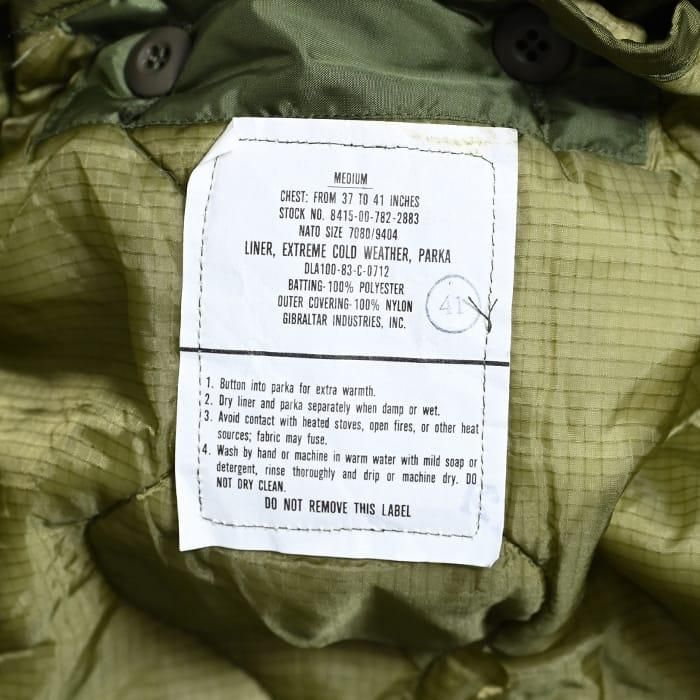 MEDIUM
CHEST: FROM 37 TO 41 INCHES
STOCK NO. 8415-00-782-2883
NATO SIZE 7080/9404
LINER, EXTREME COLD WEATHER, PARKA
DLA100-83-C-0712
BATTING-100% POLYESTER
OUTER COVERING-100% NYLON
GIBRALTAR INDUSTRIES, INC.
41
1. Button into parka for extra warmth.
2. Dry liner and parka separately when damp or wet.
3. Avoid contact with heated stoves, open fires, or other heat
sources; fabric may fuse.
4. Wash by hand or machine in warm water with mild soap or
detergent, rinse thoroughly and drip or machine dry. DO
NOT DRY CLEAN.
DO NOT REMOVE THIS LABEL